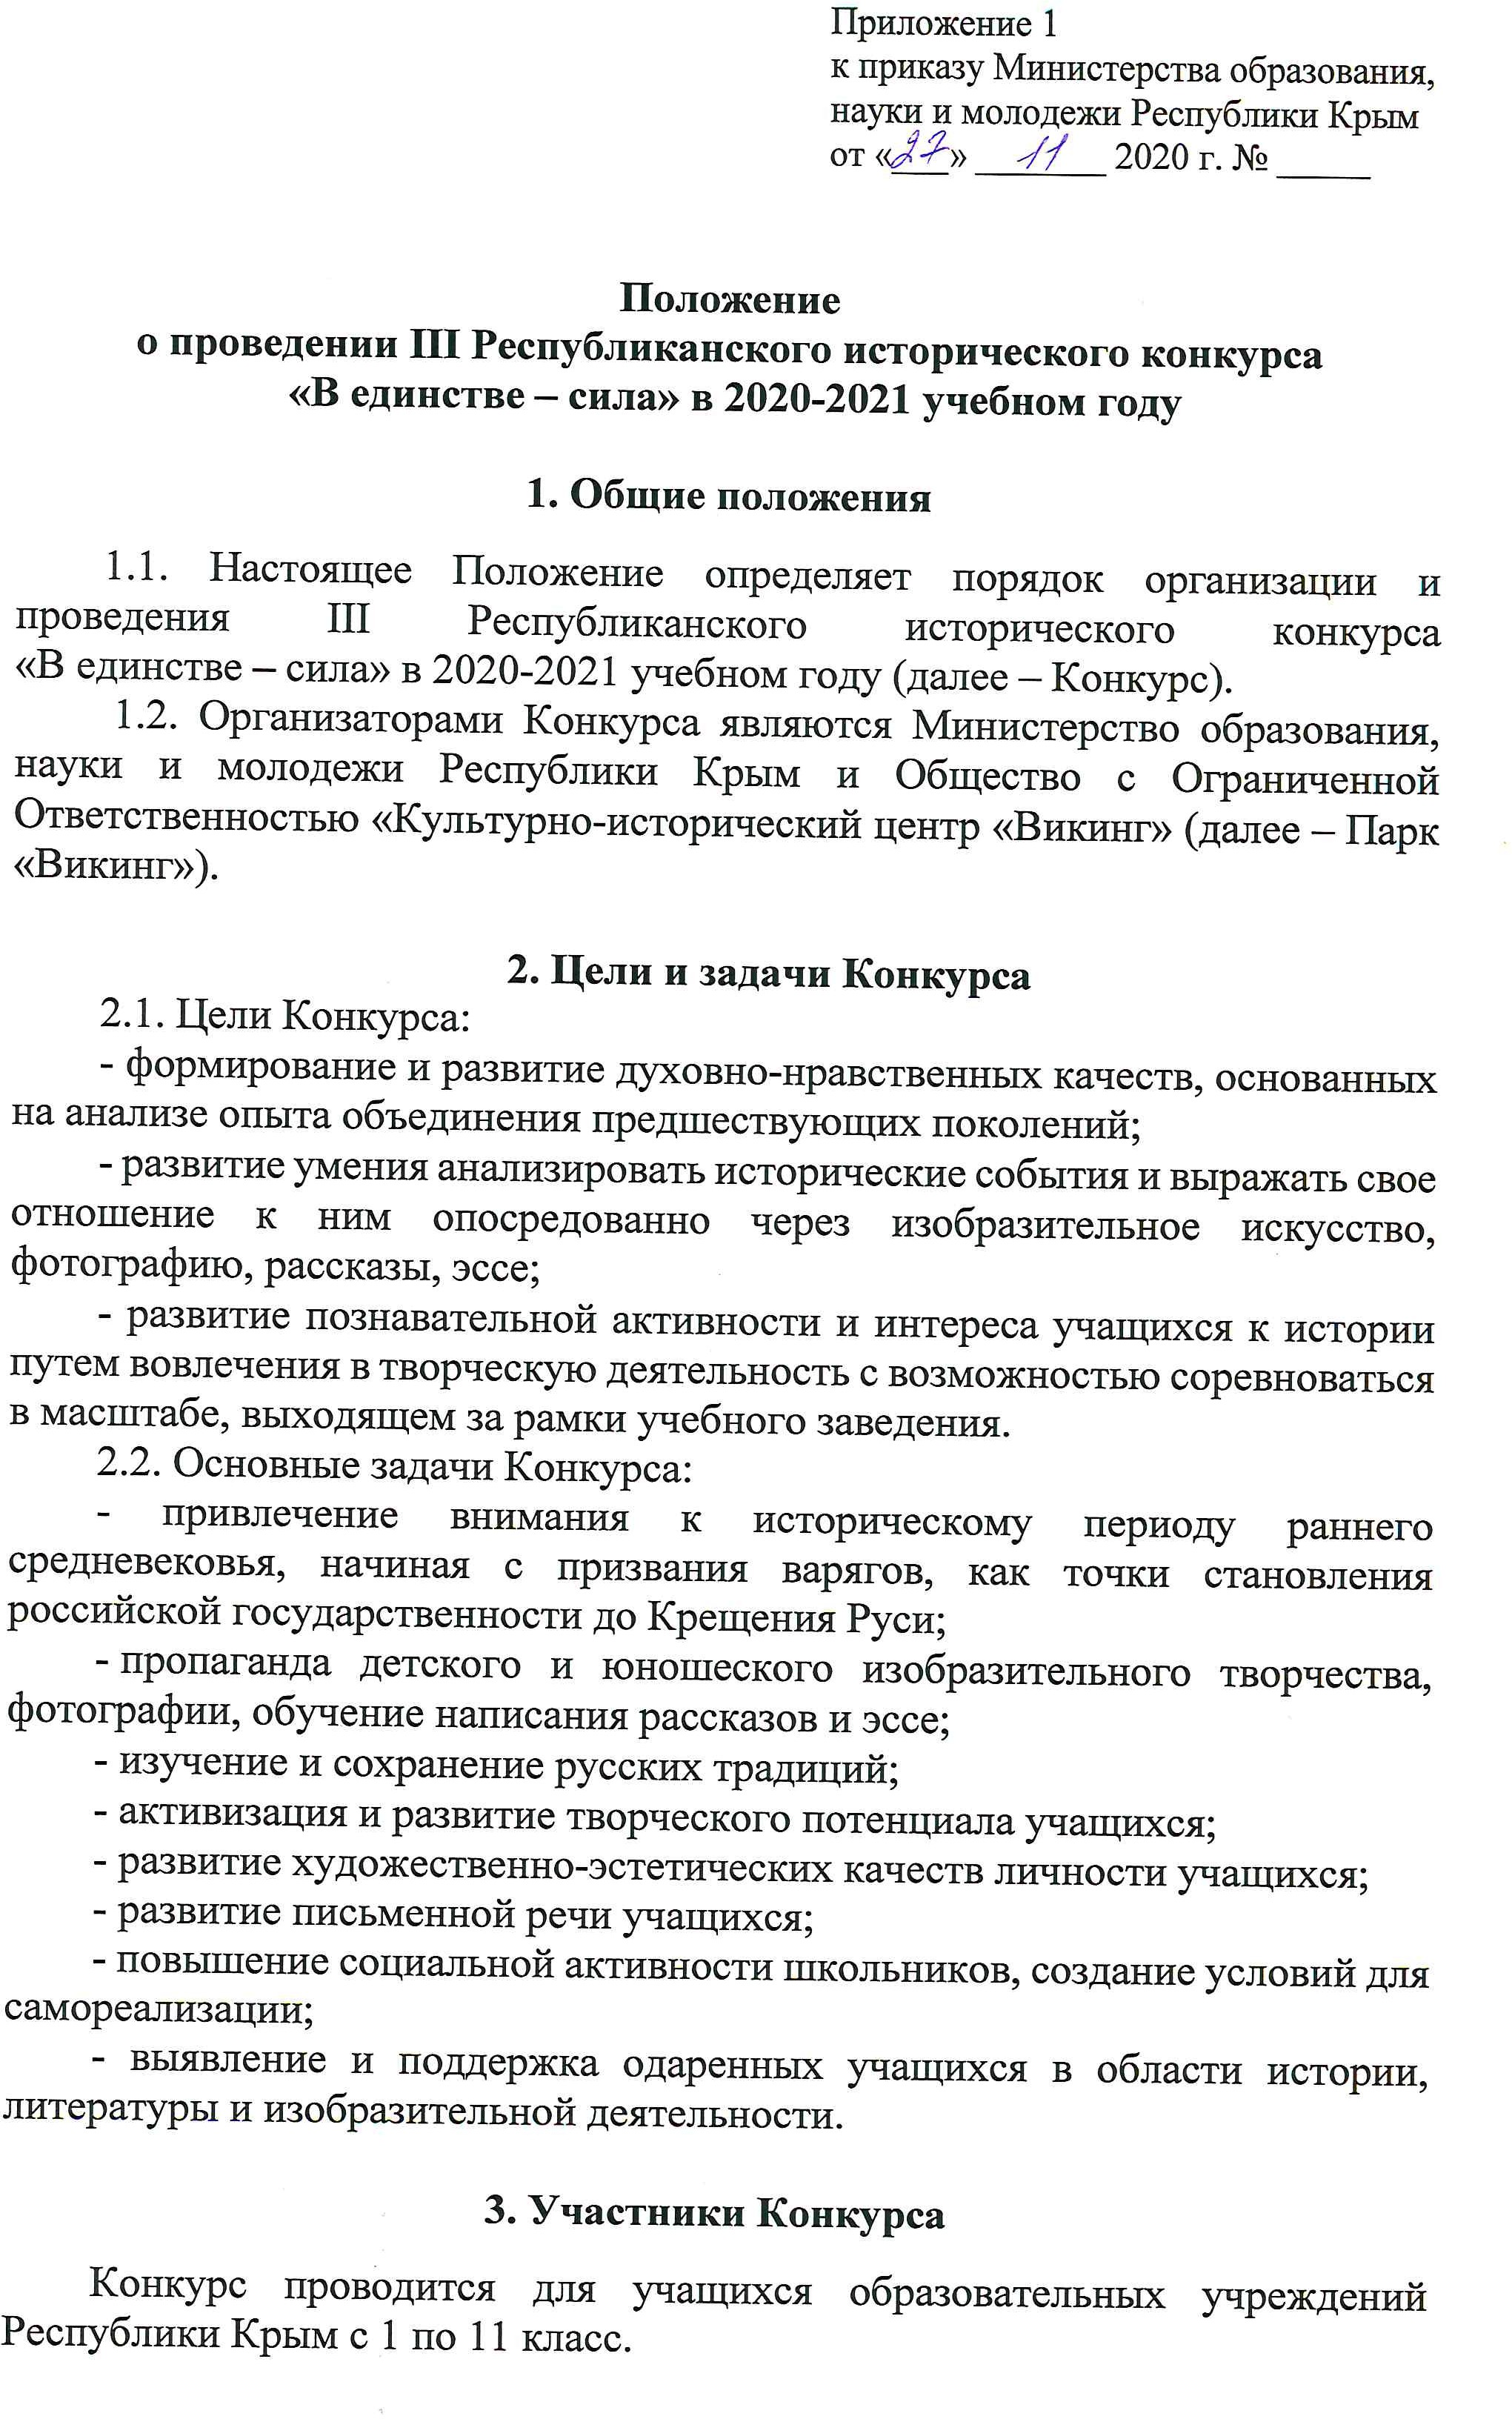 Приложение 1
к приказу Министерства образования,
науки и молодежи Республики Крым
от «27» 11 2020 г. № _____
Положение
о проведении III Республиканского исторического конкурса
«В единстве – сила» в 2020-2021 учебном году
1. Общие положения
1.1. Настоящее Положение определяет порядок организации и
проведения III Республиканского исторического конкурса
«В единстве – сила» в 2020-2021 учебном году (далее – Конкурс).
1.2. Организаторами Конкурса являются Министерство образования,
науки и молодежи Республики Крым и Общество с Ограниченной
Ответственностью «Культурно-исторический центр «Викинг» (далее – Парк
«Викинг»).
2. Цели и задачи Конкурса
2.1. Цели Конкурса:
- формирование и развитие духовно-нравственных качеств, основанных
на анализе опыта объединения предшествующих поколений;
- развитие умения анализировать исторические события и выражать свое
отношение к ним опосредованно через изобразительное искусство,
фотографию, рассказы, эссе;
- развитие познавательной активности и интереса учащихся к истории
путем вовлечения в творческую деятельность с возможностью соревноваться
в масштабе, выходящем за рамки учебного заведения.
2.2. Основные задачи Конкурса:
- привлечение внимания к историческому периоду раннего
средневековья, начиная с призвания варягов, как точки становления
российской государственности до Крещения Руси;
- пропаганда детского и юношеского изобразительного творчества,
фотографии, обучение написания рассказов и эссе;
- изучение и сохранение русских традиций;
- активизация и развитие творческого потенциала учащихся;
- развитие художественно-эстетических качеств личности учащихся;
- развитие письменной речи учащихся;
- повышение социальной активности школьников, создание условий для
самореализации;
- выявление и поддержка одаренных учащихся в области истории,
литературы и изобразительной деятельности.
3. Участники Конкурса
Конкурс проводится для учащихся образовательных учреждений
Республики Крым с 1 по 11 класс.